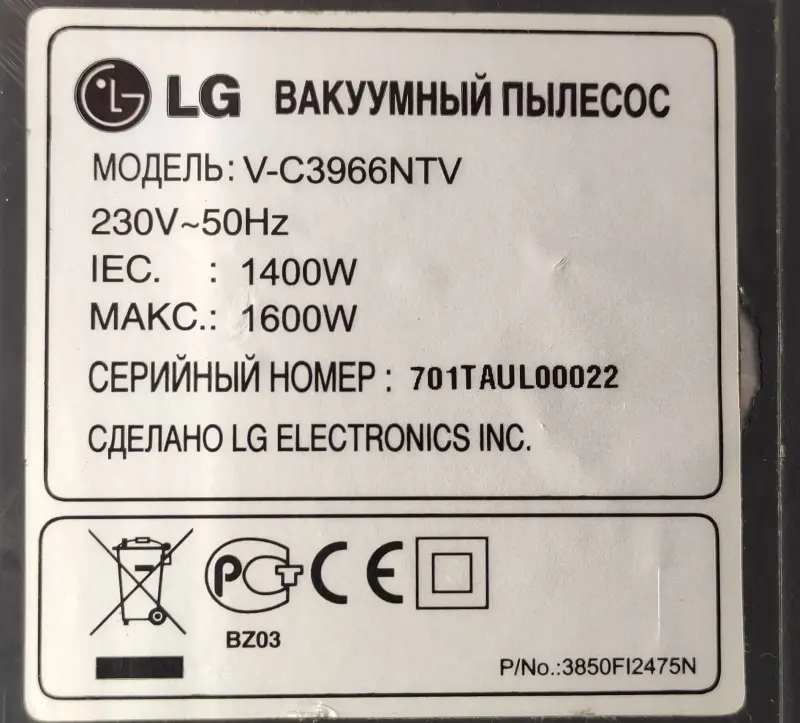 LG ВАКУУМНЫЙ ПЫЛЕСОС
МОДЕЛЬ: V-C3966NTV
230V~50Hz
IEC. : 1400W
МАКС.: 1600W
СЕРИЙНЫЙ НОМЕР : 701TAUL00022
СДЕЛАНО LG ELECTRONICS INC.
РСТ CE
BZ03
P/No.:3850FI2475N